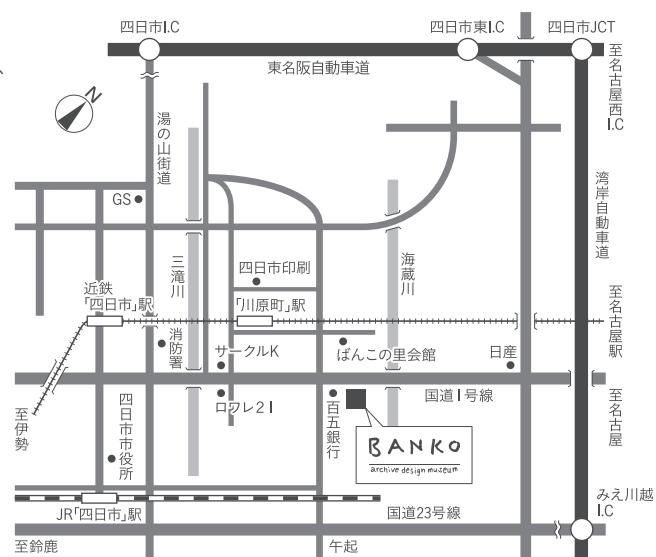 四日市I.C
四日市東I.C
四日市JCT
東名阪自動車道
至名古屋西I.C
N
湯の山街道
GS
湾岸自動車道
三滝川
四日市印刷
海蔵川
近鉄
「四日市」駅
「川原町」駅
至名古屋駅
消防署
サークルK
ばんこの里会館
日産
国道1号線
至伊勢
四日市市役所
ロワレ21
百五銀行
至名古屋
BANKO
archive design museum
みえ川越
I.C
JR「四日市」駅
国道23号線
至鈴鹿
午起